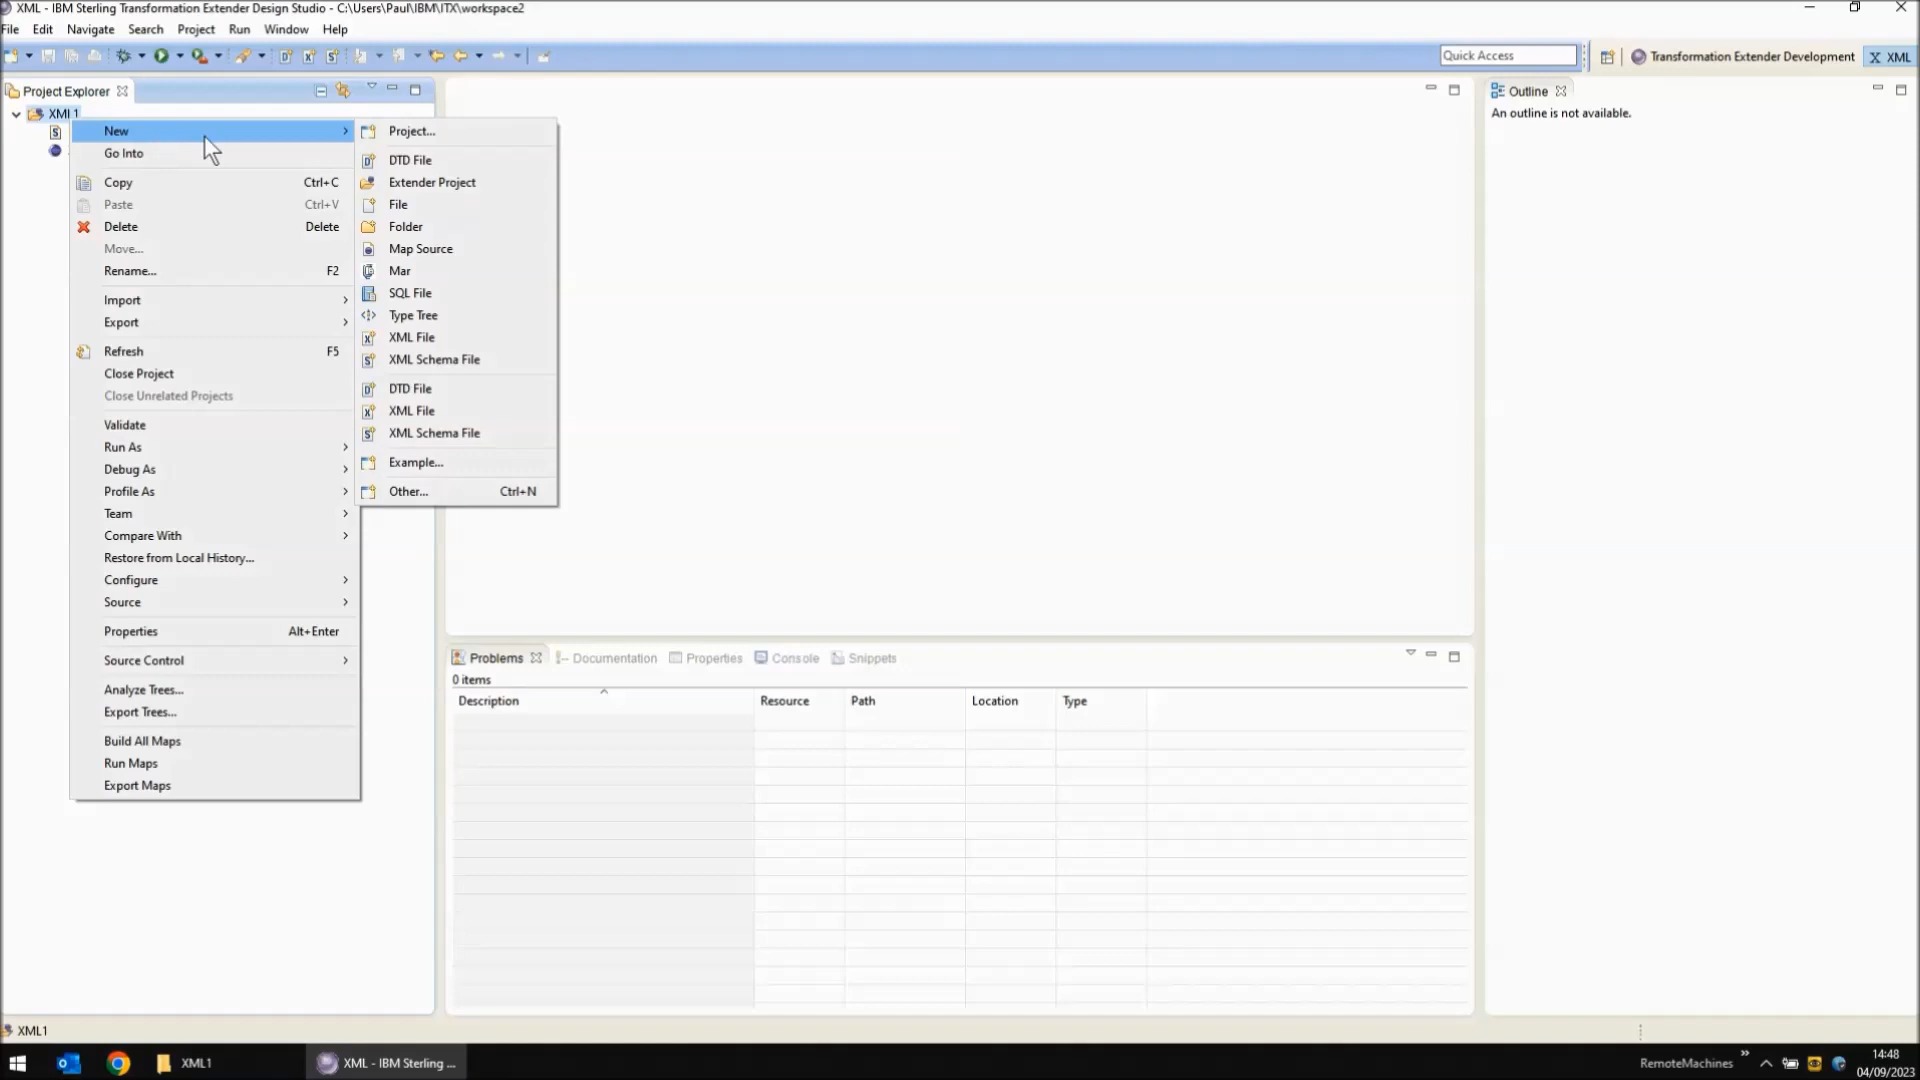 XML - IBM Sterling Transformation Extender Design Studio - C:\Users\Paul\IBM\ITX\workspace2
File Edit Navigate Search Project Run Window Help
Quick Access
Transformation Extender Development
XML
Project Explorer
XML1
New
Go Into
Copy Ctrl+C
Paste Ctrl+V
Delete Delete
Move...
Rename... F2
Import
Export
Refresh F5
Close Project
Close Unrelated Projects
Validate
Run As
Debug As
Profile As
Team
Compare With
Restore from Local History...
Configure
Source
Properties Alt+Enter
Source Control
Analyze Trees...
Export Trees...
Build All Maps
Run Maps
Export Maps
Project...
DTD File
Extender Project
File
Folder
Map Source
Mar
SQL File
Type Tree
XML File
XML Schema File
DTD File
XML File
XML Schema File
Example...
Other... Ctrl+N
Outline
An outline is not available.
Problems Documentation Properties Console Snippets
0 items
Description Resource Path Location Type
XML1
XML1
XML - IBM Sterling ...
RemoteMachines
14:48
04/09/2023